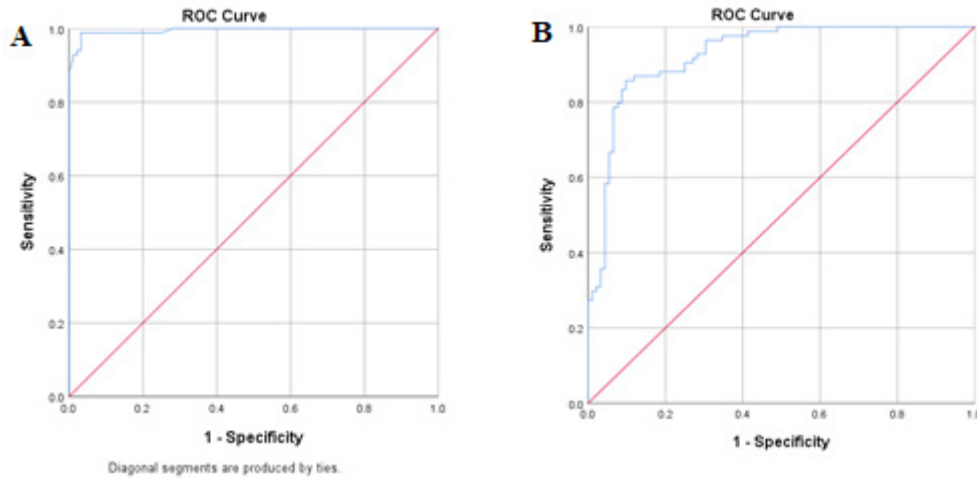 A
ROC Curve
1.0
0.8
0.6
0.4
0.2
0.0
Sensitivity
0.0 0.2 0.4 0.6 0.8 1.0
1 - Specificity
Diagonal segments are produced by ties.
B
ROC Curve
1.0
0.8
0.6
0.4
0.2
0.0
Sensitivity
0.0 0.2 0.4 0.6 0.8 1.0
1 - Specificity